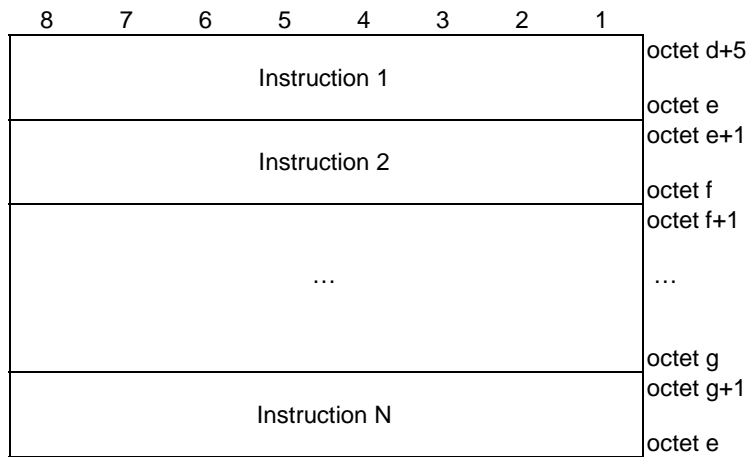 8 7 6 5 4 3 2 1
octet d+5
Instruction 1
octet e
octet e+1
Instruction 2
octet f
octet f+1
… …
octet g
octet g+1
Instruction N
octet e